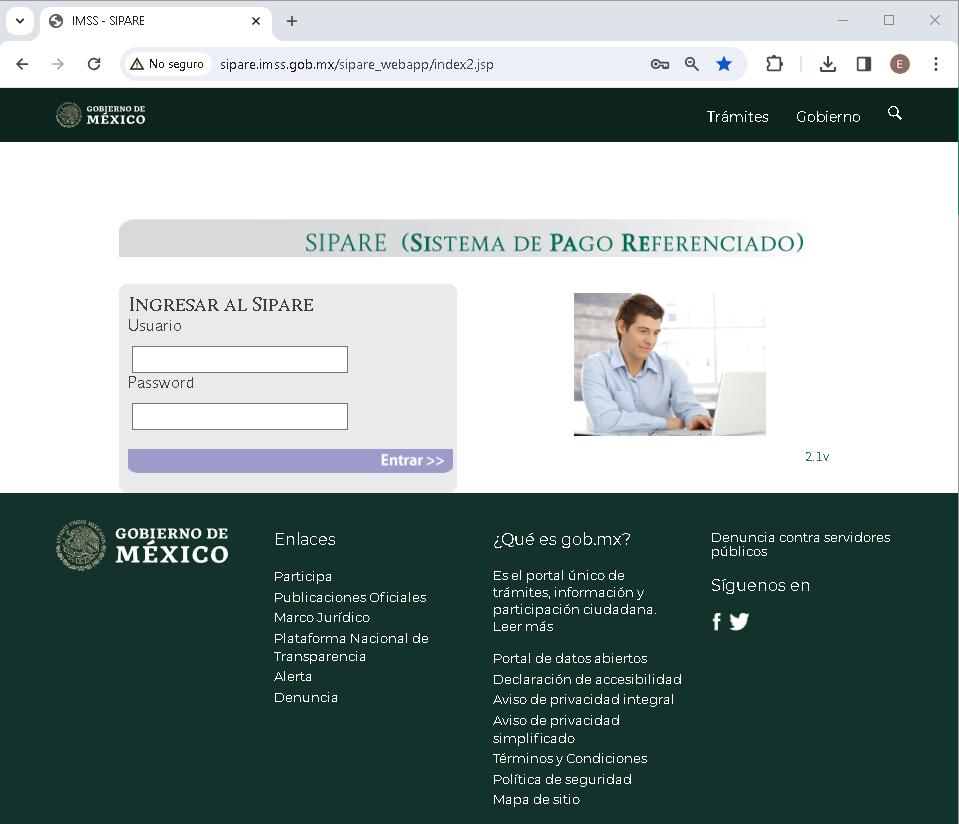 IMSS - SIPARE
No seguro
sipare.imss.gob.mx/sipare_webapp/index2.jsp
E
GOBIERNO DE
MÉXICO
Trámites
Gobierno
SIPARE (SISTEMA DE PAGO REFERENCIADO)
INGRESAR AL SIPARE
Usuario
Password
Entrar >>
2.1v
GOBIERNO DE
MÉXICO
Enlaces
Participa
Publicaciones Oficiales
Marco Jurídico
Plataforma Nacional de
Transparencia
Alerta
Denuncia
¿Qué es gob.mx?
Es el portal único de
trámites, información y
participación ciudadana.
Leer más
Portal de datos abiertos
Declaración de accesibilidad
Aviso de privacidad integral
Aviso de privacidad
simplificado
Términos y Condiciones
Política de seguridad
Mapa de sitio
Denuncia contra servidores
públicos
Síguenos en